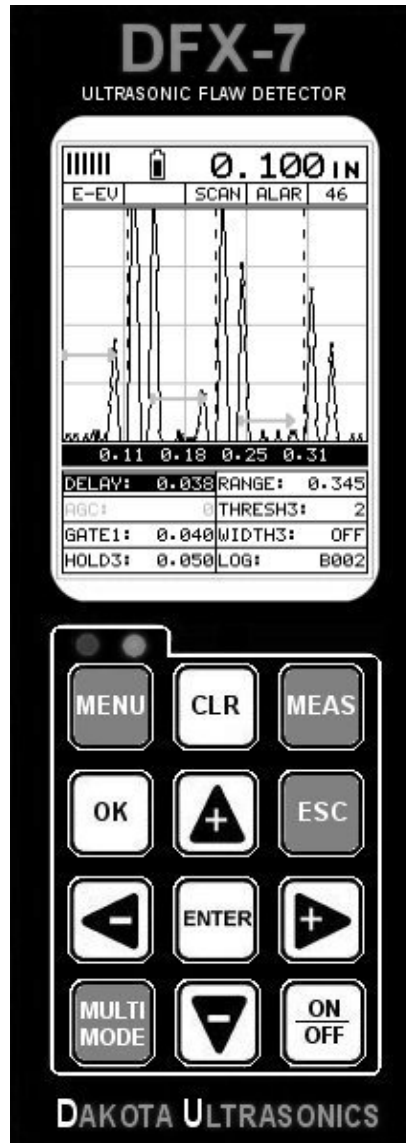 DFX-7
ULTRASONIC FLAW DETECTOR
0.100 IN
E-EV SCAN ALAR 46
0.11 0.18 0.25 0.31
DELAY: 0.038 RANGE: 0.345
AGC: 0 THRESH3: 2
GATE1: 0.040 WIDTH3: OFF
HOLD3: 0.050 LOG: B002
MENU CLR MEAS
OK + ESC
- ENTER +
MULTI MODE - ON OFF
DAKOTA ULTRASONICS